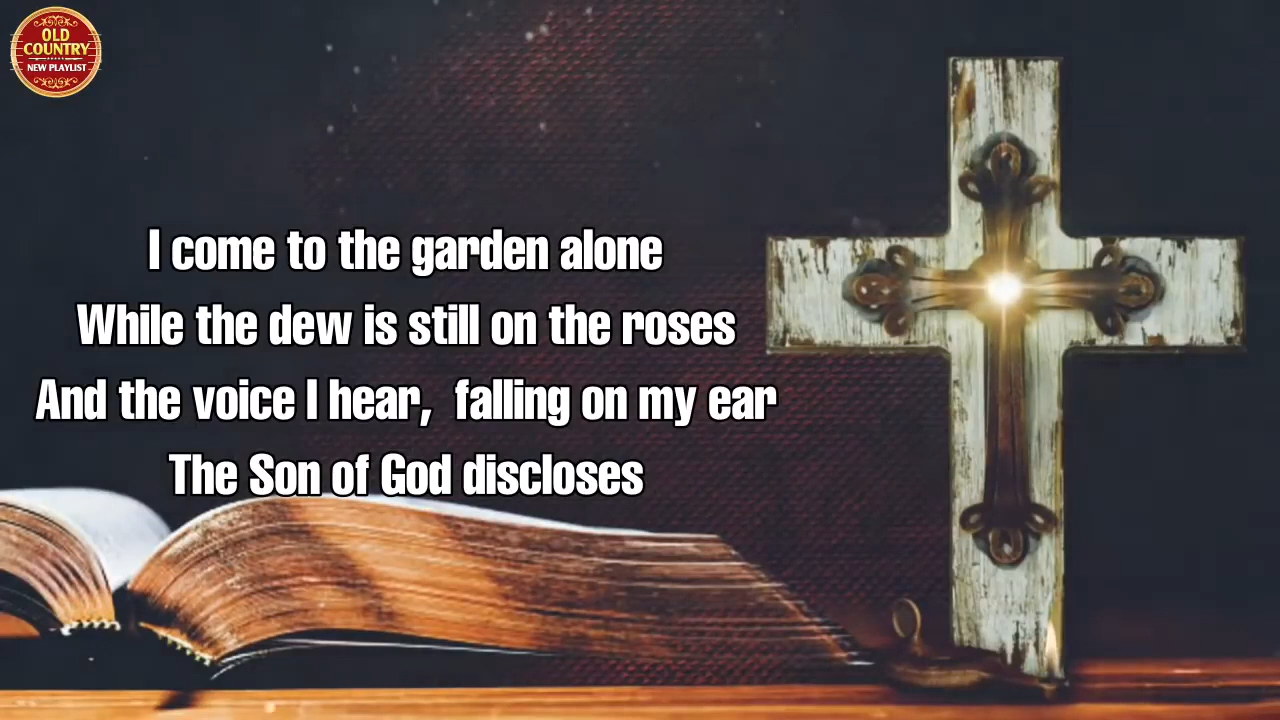 OLD
COUNTRY
NEW PLAYLIST
I come to the garden alone
While the dew is still on the roses
And the voice I hear,  falling on my ear
The Son of God discloses